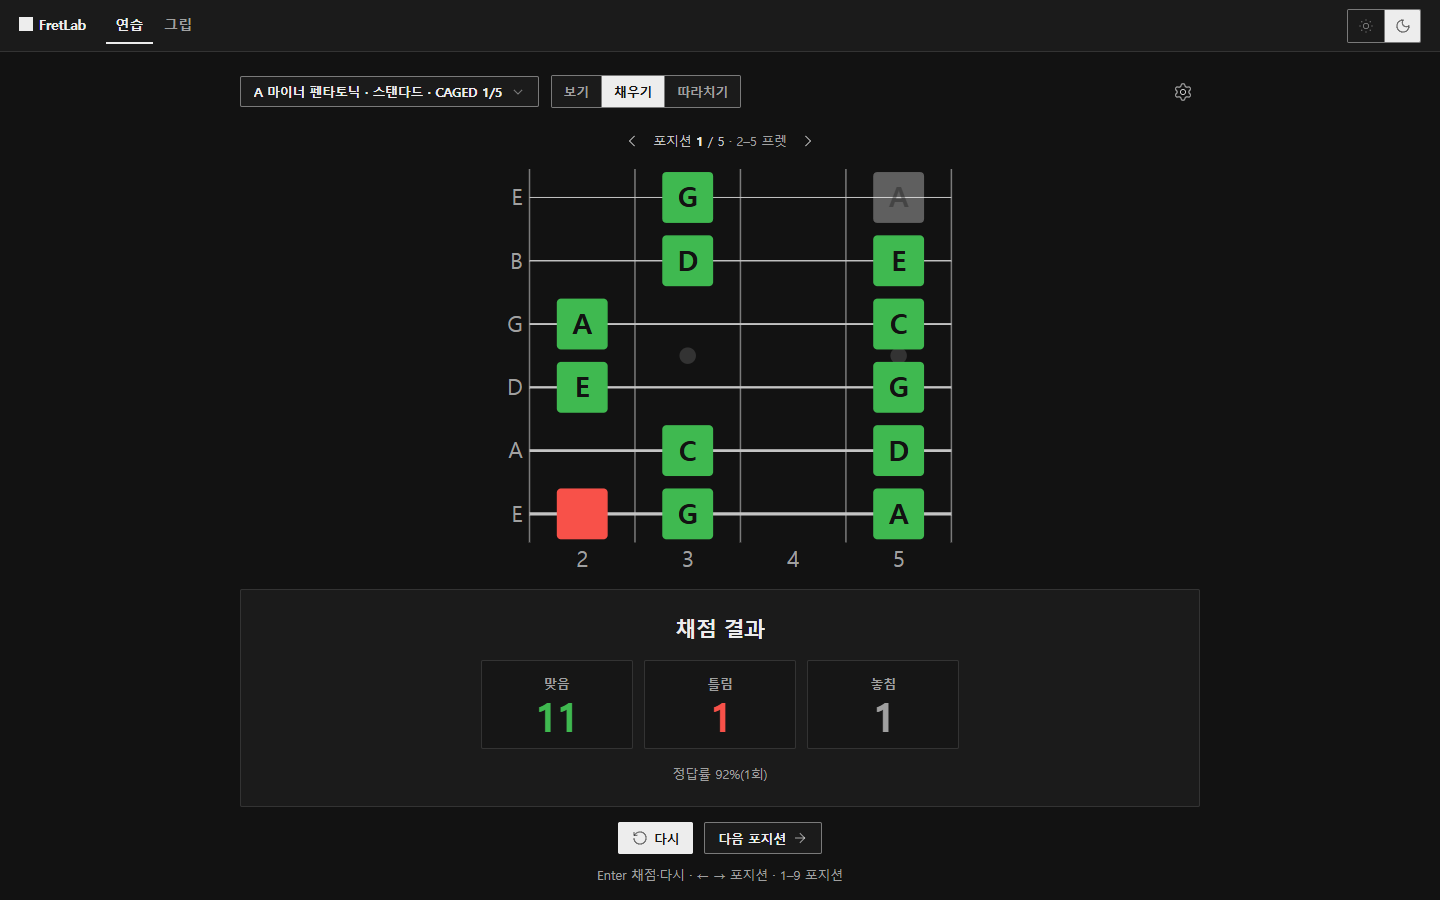 FretLab 연습 그립
A 마이너 펜타토닉 · 스탠다드 · CAGED 1/5 보기 채우기 따라치기
포지션 1 / 5 · 2–5 프렛
E G A
B D E
G A C
D E G
A C D
E G A
2 3 4 5
채점 결과
맞음 틀림 놓침
11 1 1
정답률 92%(1회)
다시 다음 포지션 →
Enter 채점·다시 · ← → 포지션 · 1–9 포지션